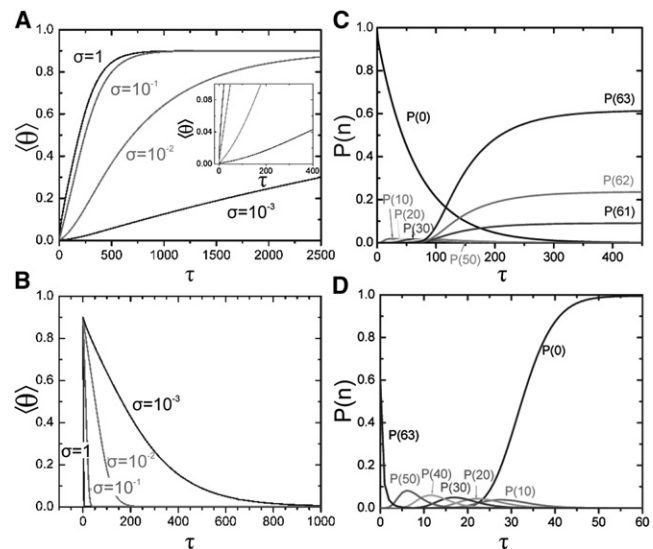 A
0.9
0.8
0.6
0.4
0.2
0.0
⟨θ⟩
σ=1
σ=10⁻¹
σ=10⁻²
σ=10⁻³
0.08
0.04
0.00
⟨θ⟩
0 200 400
τ
0 250 500 750 1000 1500 2000 2500
τ
C
1.0
0.8
0.6
0.4
0.2
0.0
P(n)
P(0)
P(63)
P(62)
P(61)
P(10)
P(20)
P(30)
P(50)
0 100 200 300 400
τ
B
1.0
0.9
0.8
0.6
0.4
0.2
0.0
⟨θ⟩
σ=10⁻³
σ=1
σ=10⁻²
σ=10⁻¹
0 200 400 600 800 1000
τ
D
1.0
0.8
0.6
0.4
0.2
0.0
P(n)
P(0)
P(63)
P(50) P(40) P(20)
P(30) P(10)
0 10 20 30 40 50 60
τ